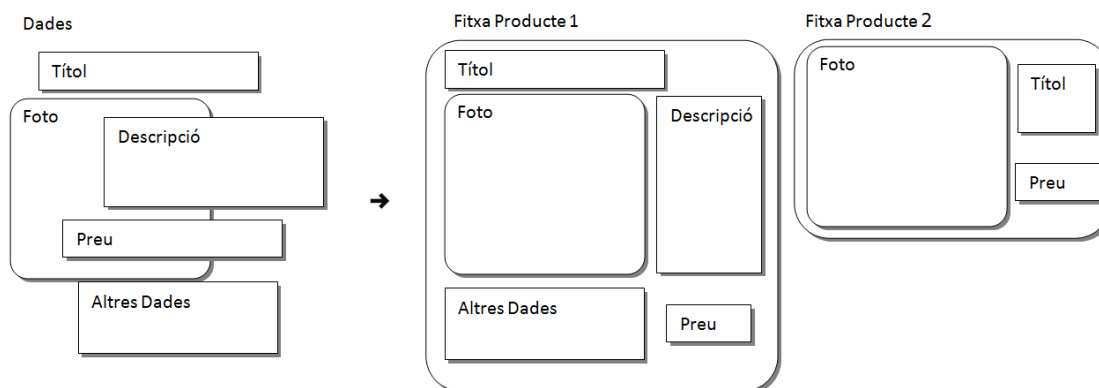 Dades
Títol
Foto
Descripció
Preu
Altres Dades
Fitxa Producte 1
Títol
Foto
Descripció
Altres Dades
Preu
Fitxa Producte 2
Foto
Títol
Preu